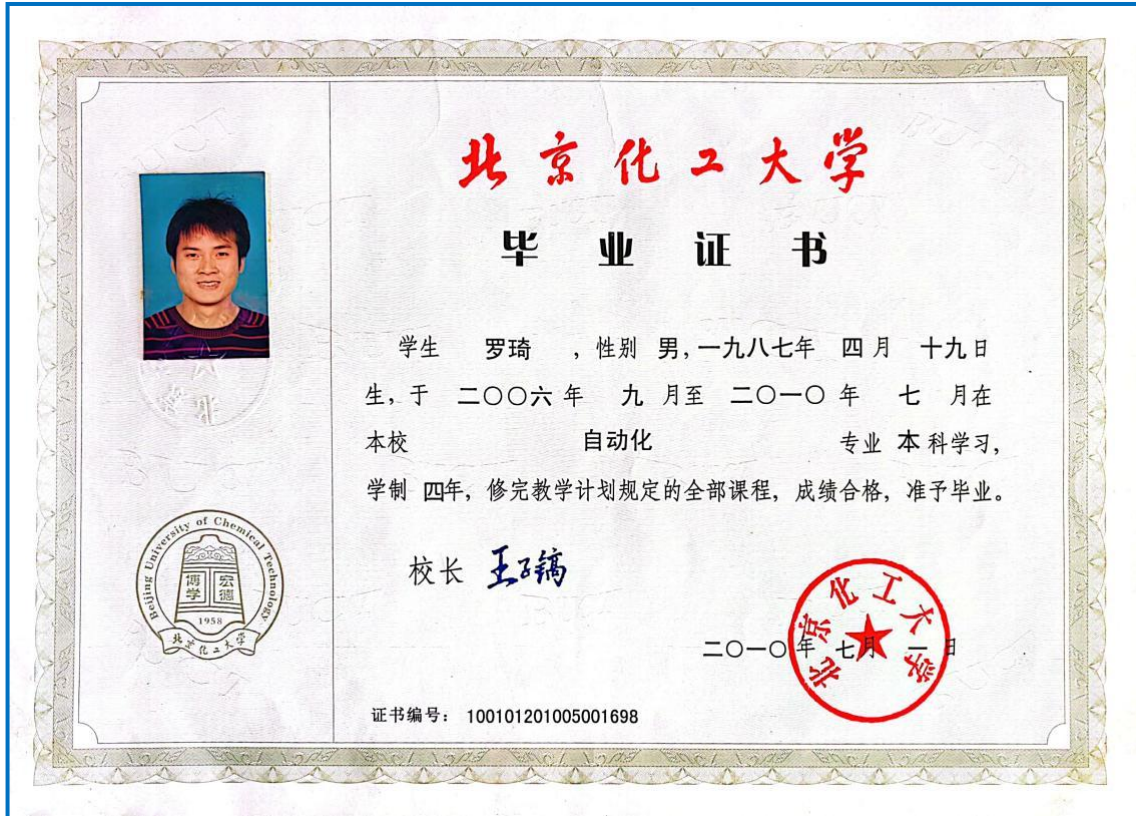 北京化工大学
毕业证书
学生 罗琦 ，性别 男，一九八七年 四月 十九日
生，于 二〇〇六年 九 月至 二〇一〇 年 七 月在
本校 自动化 专业 本科学习，
学制 四年，修完教学计划规定的全部课程，成绩合格，准予毕业。
校长 王子镐
北京化工大学
二〇一〇年 七月 一 日
证书编号： 100101201005001698
Beijing University of Chemical Technology
博学 宏德
1958
北京化工大学